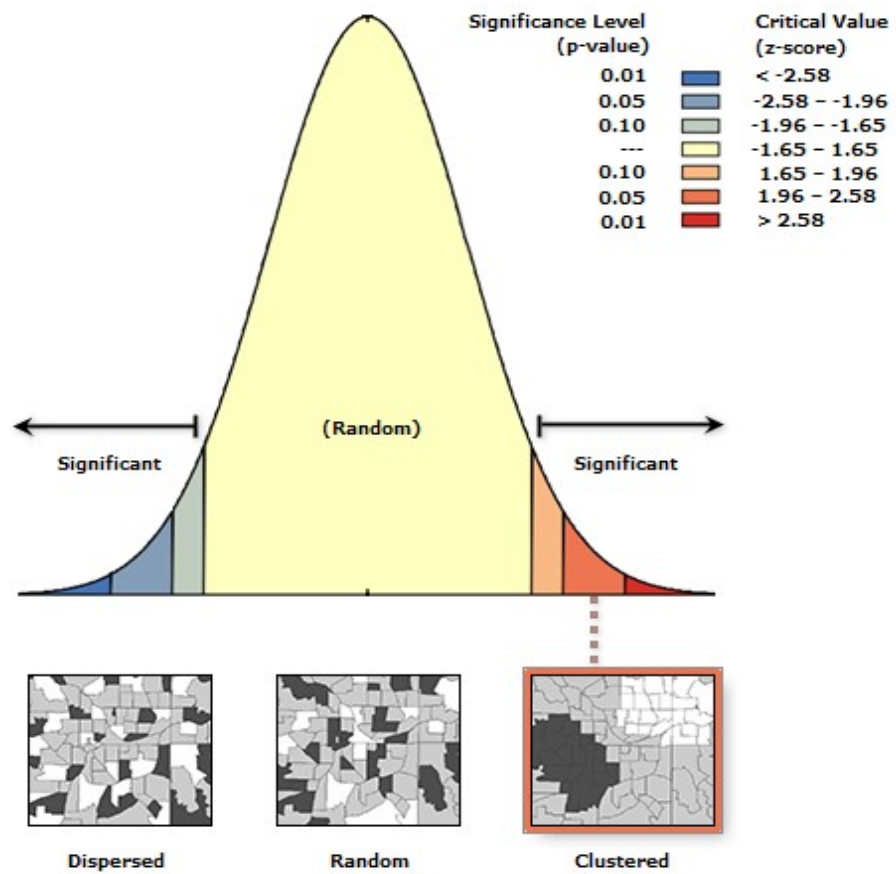 Significance Level Critical Value
(p-value) (z-score)
0.01 < -2.58
0.05 -2.58 – -1.96
0.10 -1.96 – -1.65
--- -1.65 – 1.65
0.10 1.65 – 1.96
0.05 1.96 – 2.58
0.01 > 2.58
(Random)
Significant Significant
Dispersed Random Clustered